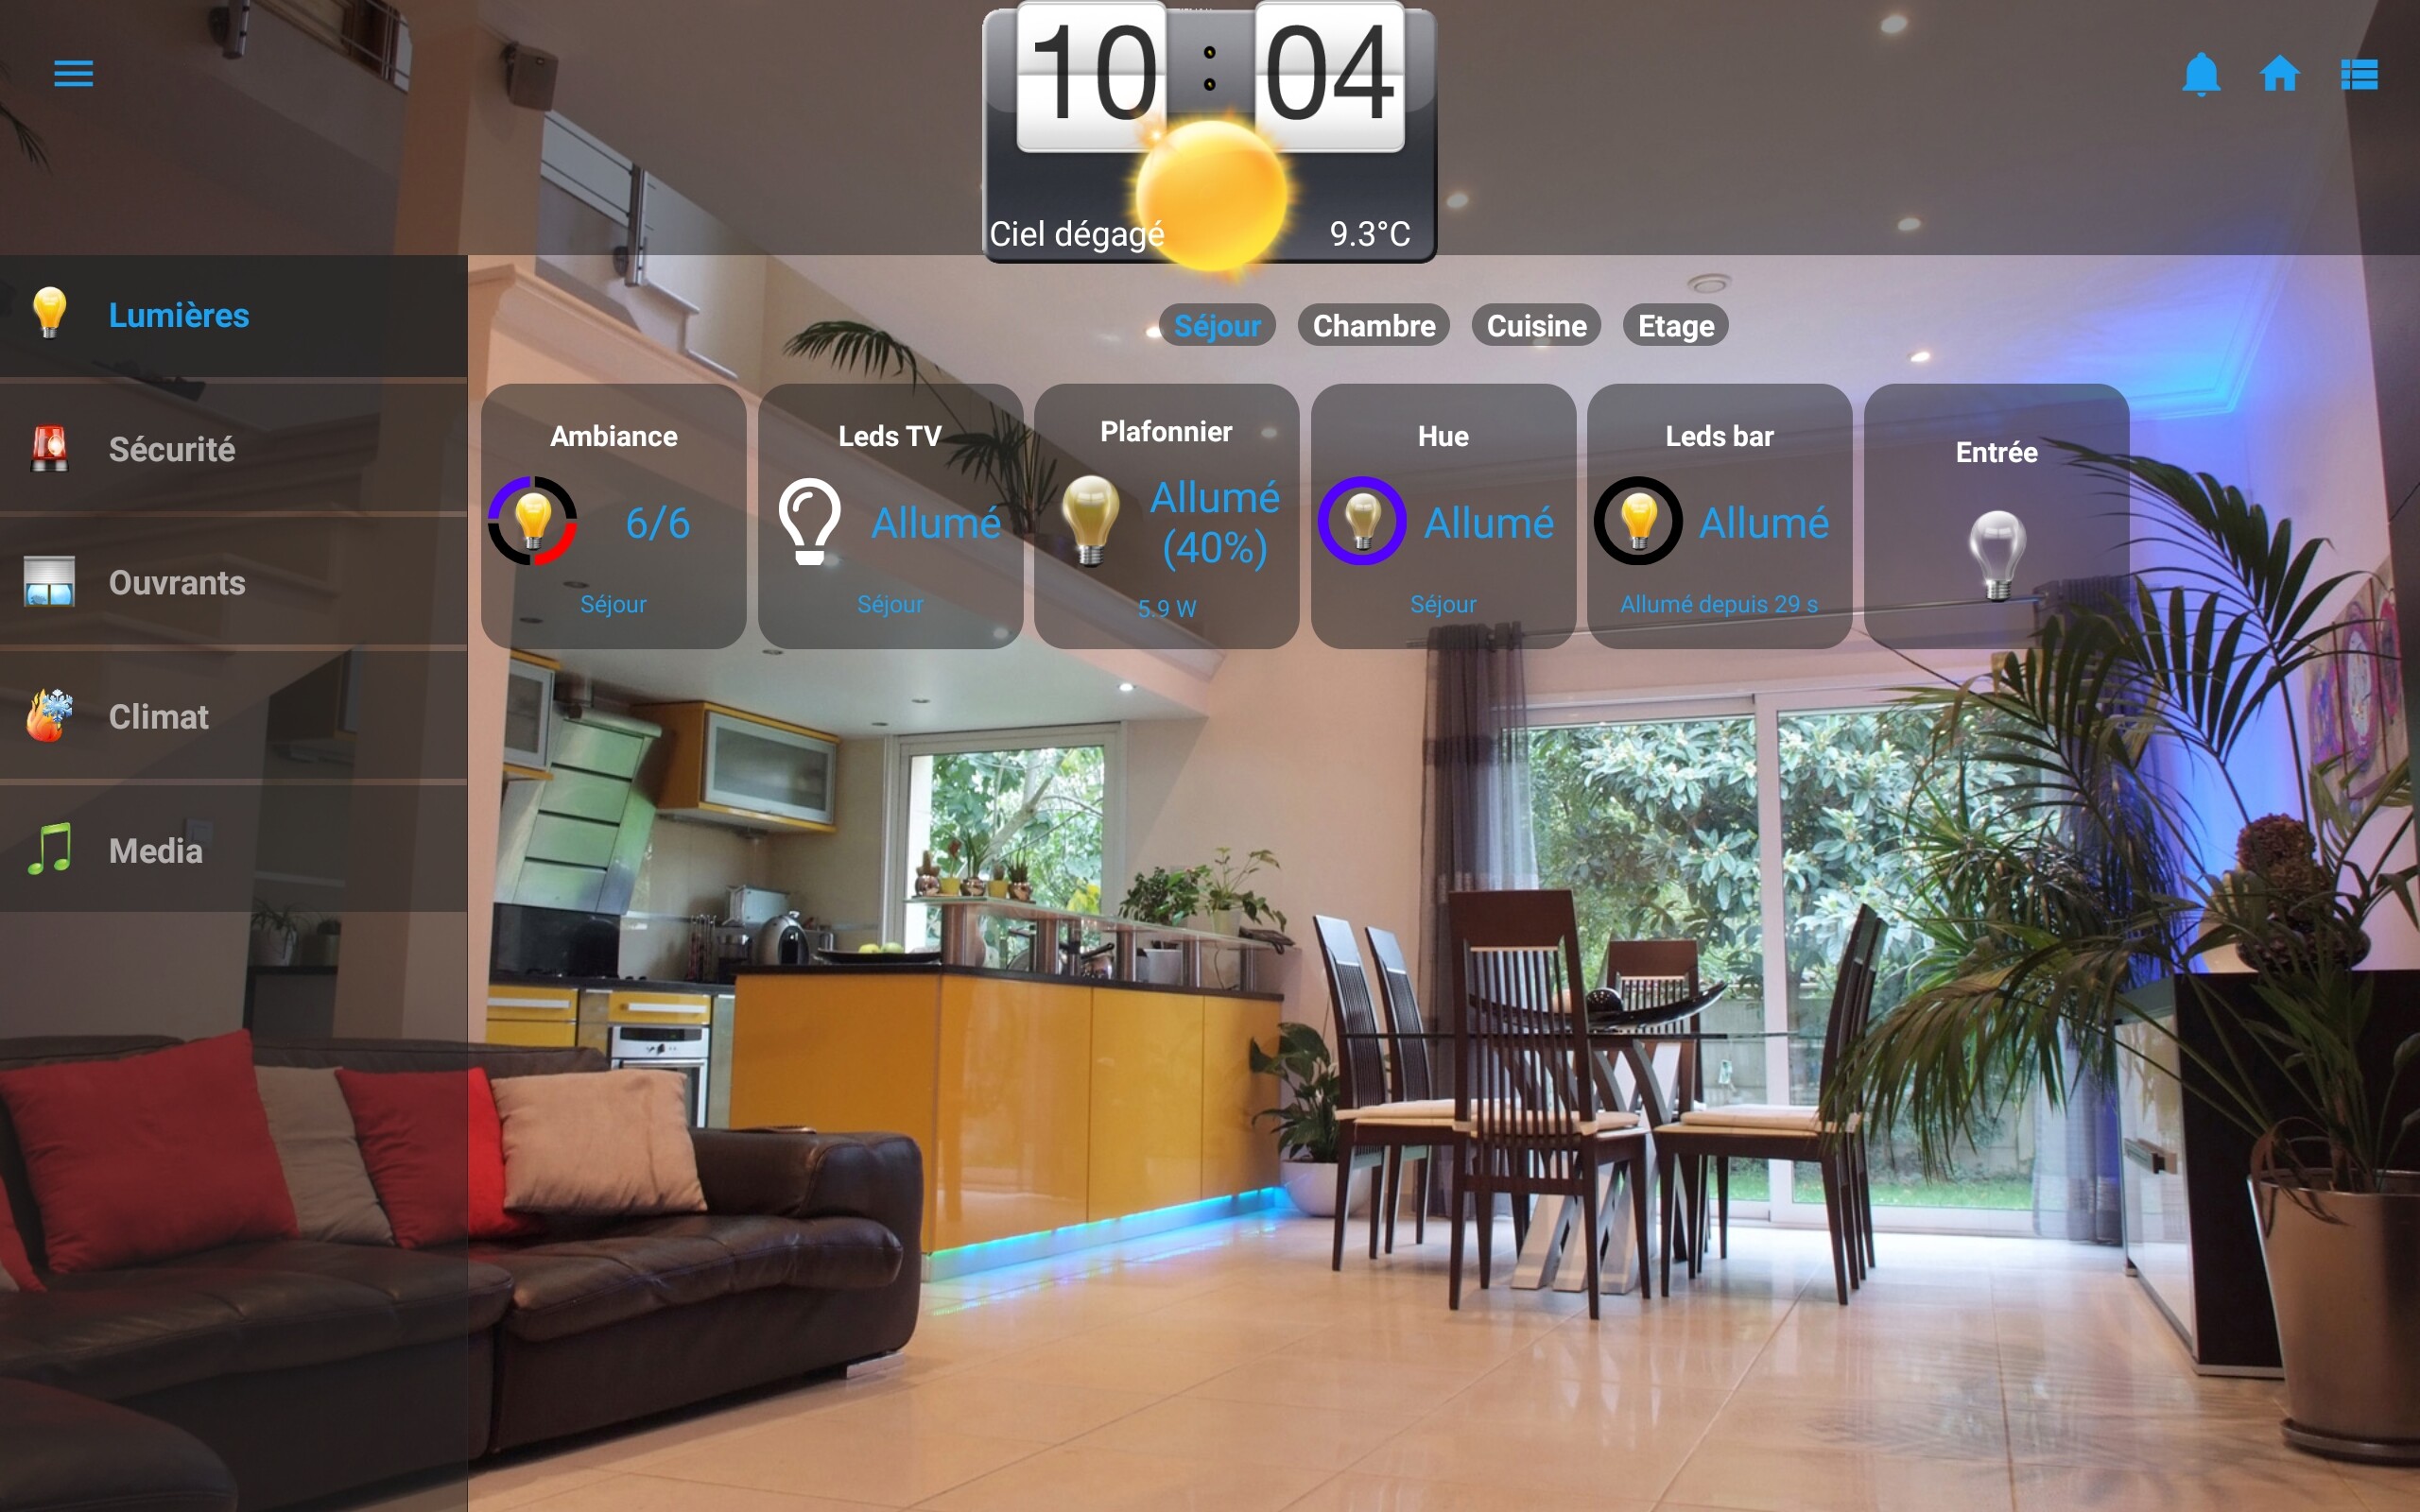 10 : 04
Ciel dégagé
9.3°C
Lumières
Sécurité
Ouvrants
Climat
Media
Séjour
Chambre
Cuisine
Etage
Ambiance
6/6
Séjour
Leds TV
Allumé
Séjour
Plafonnier
Allumé
(40%)
5.9 W
Hue
Allumé
Séjour
Leds bar
Allumé
Allumé depuis 29 s
Entrée